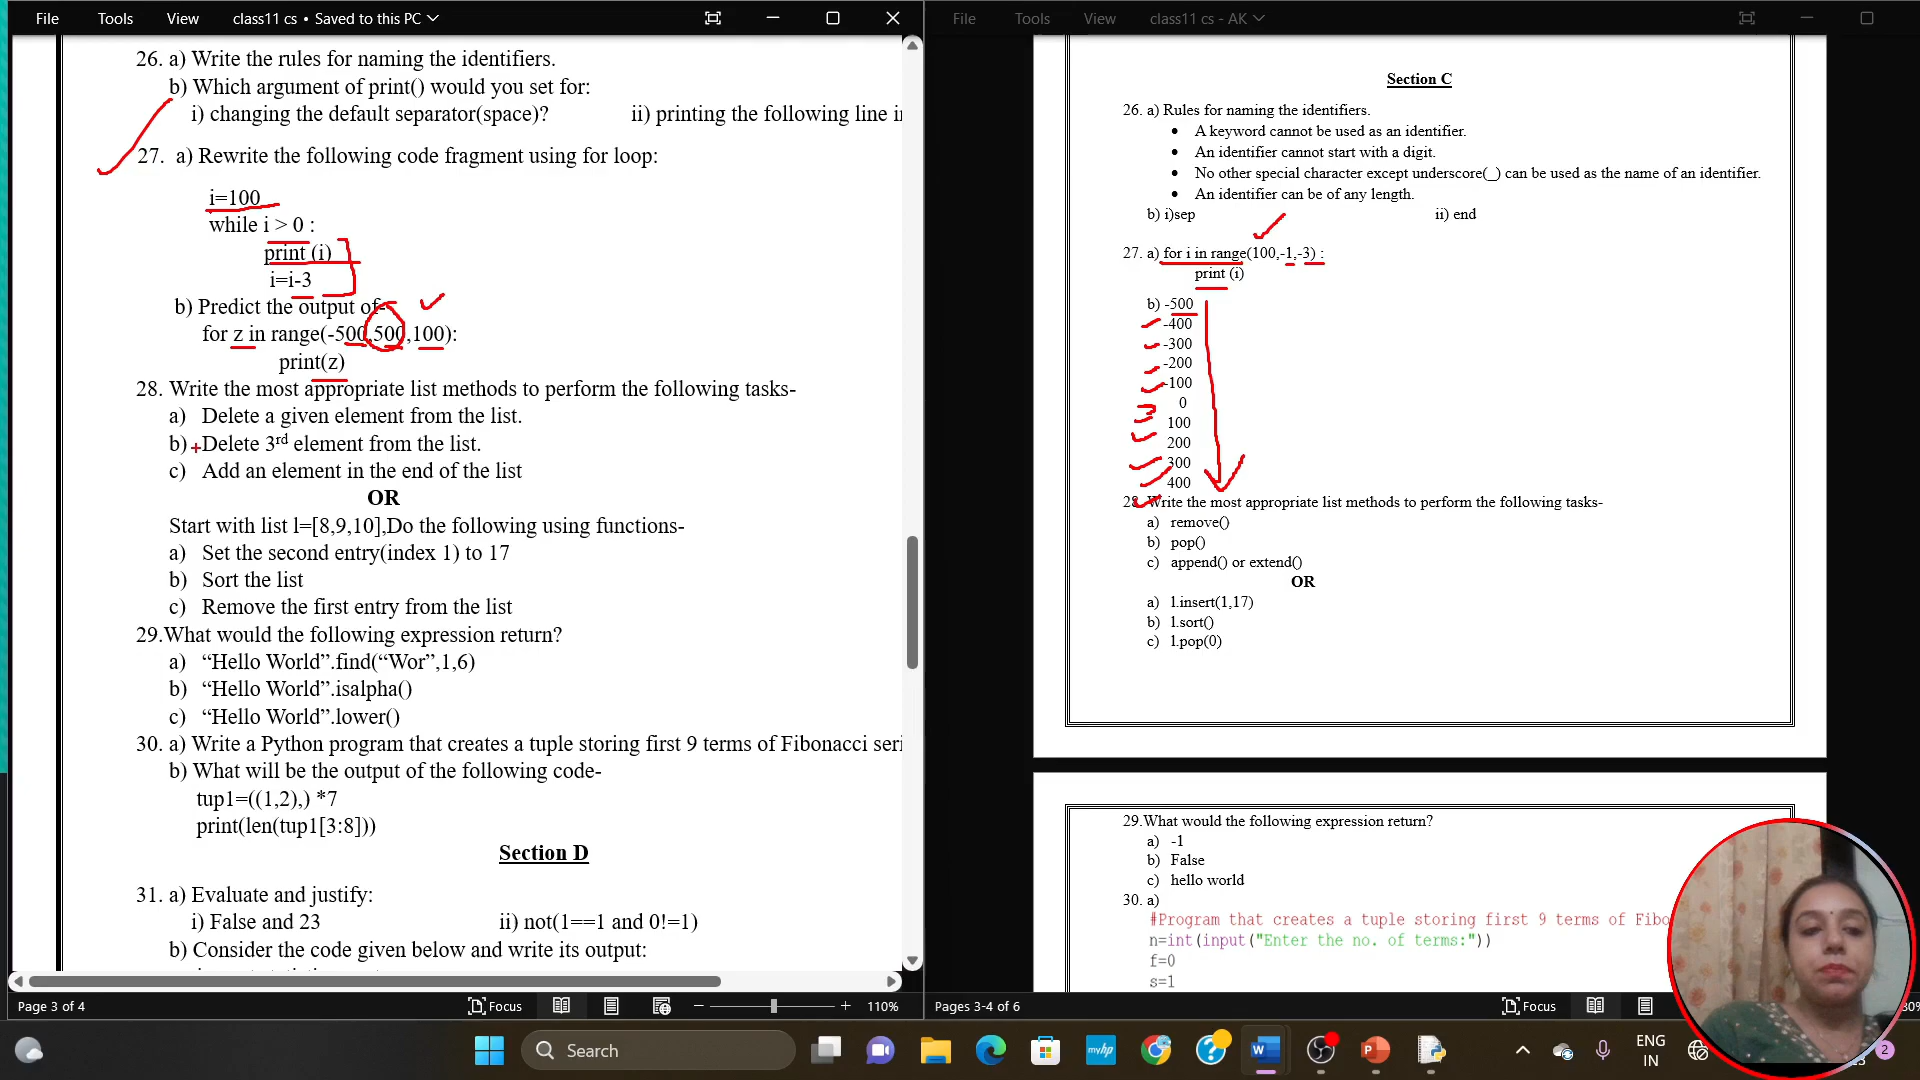 File Tools View class11 cs • Saved to this PC
26. a) Write the rules for naming the identifiers.
b) Which argument of print() would you set for:
i) changing the default separator(space)? ii) printing the following line i
27. a) Rewrite the following code fragment using for loop:
i=100
while i > 0 :
print (i)
i=i-3
b) Predict the output of-
for z in range(-500,500,100):
print(z)
28. Write the most appropriate list methods to perform the following tasks-
a) Delete a given element from the list.
b) Delete 3rd element from the list.
c) Add an element in the end of the list
OR
Start with list l=[8,9,10],Do the following using functions-
a) Set the second entry(index 1) to 17
b) Sort the list
c) Remove the first entry from the list
29.What would the following expression return?
a) “Hello World”.find(“Wor”,1,6)
b) “Hello World”.isalpha()
c) “Hello World”.lower()
30. a) Write a Python program that creates a tuple storing first 9 terms of Fibonacci seri
b) What will be the output of the following code-
tup1=((1,2),) *7
print(len(tup1[3:8]))
Section D
31. a) Evaluate and justify:
i) False and 23 ii) not(1==1 and 0!=1)
b) Consider the code given below and write its output:
Page 3 of 4 Focus 110%
File Tools View class11 cs - AK
Section C
26. a) Rules for naming the identifiers.
• A keyword cannot be used as an identifier.
• An identifier cannot start with a digit.
• No other special character except underscore(_) can be used as the name of an identifier.
• An identifier can be of any length.
b) i)sep ii) end
27. a) for i in range(100,-1,-3) :
print (i)
b) -500
-400
-300
-200
-100
0
100
200
300
400
28. Write the most appropriate list methods to perform the following tasks-
a) remove()
b) pop()
c) append() or extend()
OR
a) l.insert(1,17)
b) l.sort()
c) l.pop(0)
29.What would the following expression return?
a) -1
b) False
c) hello world
30. a)
#Program that creates a tuple storing first 9 terms of Fibo
n=int(input("Enter the no. of terms:"))
f=0
s=1
Pages 3-4 of 6 Focus
Search
myhp
ENG
IN
2